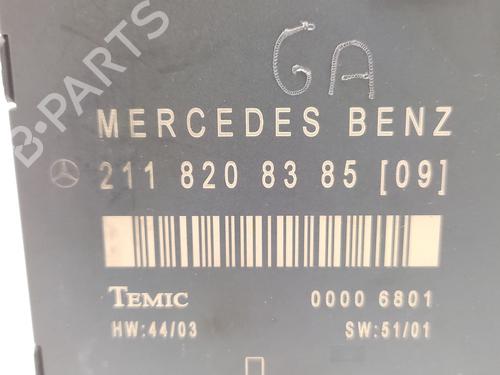 GA
MERCEDES BENZ
211 820 83 85 [09]
TEMIC 0000 6801
HW:44/03 SW:51/01
B-PARTS